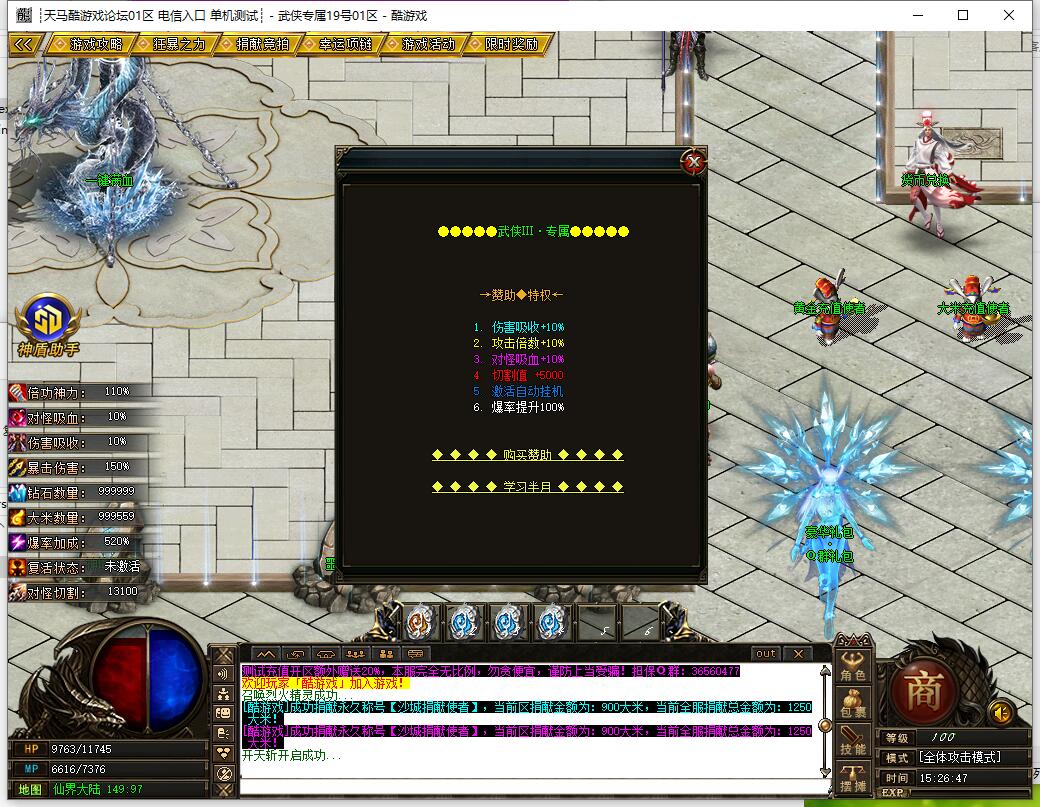 天马酷游戏论坛01区 电信入口 单机测试 - 武侠专属19号01区 - 酷游戏
游戏攻略
狂暴之力
捐献竞拍
幸运项链
游戏活动
限时奖励
一键满血
货币兑换
神盾助手
黄金充值使者
大米充值使者
●●●●●武侠III·专属●●●●●
→赞助◆特权←
1. 伤害吸收+10%
2. 攻击倍数+10%
3. 对怪吸血+10%
4 切割值 +5000
5 激活自动挂机
6. 爆率提升100%
◆ ◆ ◆ ◆ 购买赞助 ◆ ◆ ◆ ◆
◆ ◆ ◆ ◆ 学习半月 ◆ ◆ ◆ ◆
倍功神力: 110%
对怪吸血: 10%
伤害吸收: 10%
暴击伤害: 150%
钻石数量: 999999
大米数量: 999559
爆率加成: 520%
复活状态: 未激活
对怪切割: 13100
豪华礼包
Q群礼包
5
6
out
测试充值开区额外赠送20%，本服完全无比例，勿贪便宜，谨防上当受骗！担保Q群：36560477
欢迎玩家「酷游戏」加入游戏！
召唤烈火精灵成功...
[酷游戏]成功捐献永久称号【沙城捐献使者】,当前区捐献金额为：900大米，当前全服捐献总金额为：1250
大米！
[酷游戏]成功捐献永久称号【沙城捐献使者】,当前区捐献金额为：900大米，当前全服捐献总金额为：1250
大米！
开天斩开启成功...
HP 9763/11745
MP 6616/7376
地图 仙界大陆 149:97
角色
包裹
技能
摆摊
商
等级 100
模式 [全体攻击模式]
时间 15:26:47
EXP